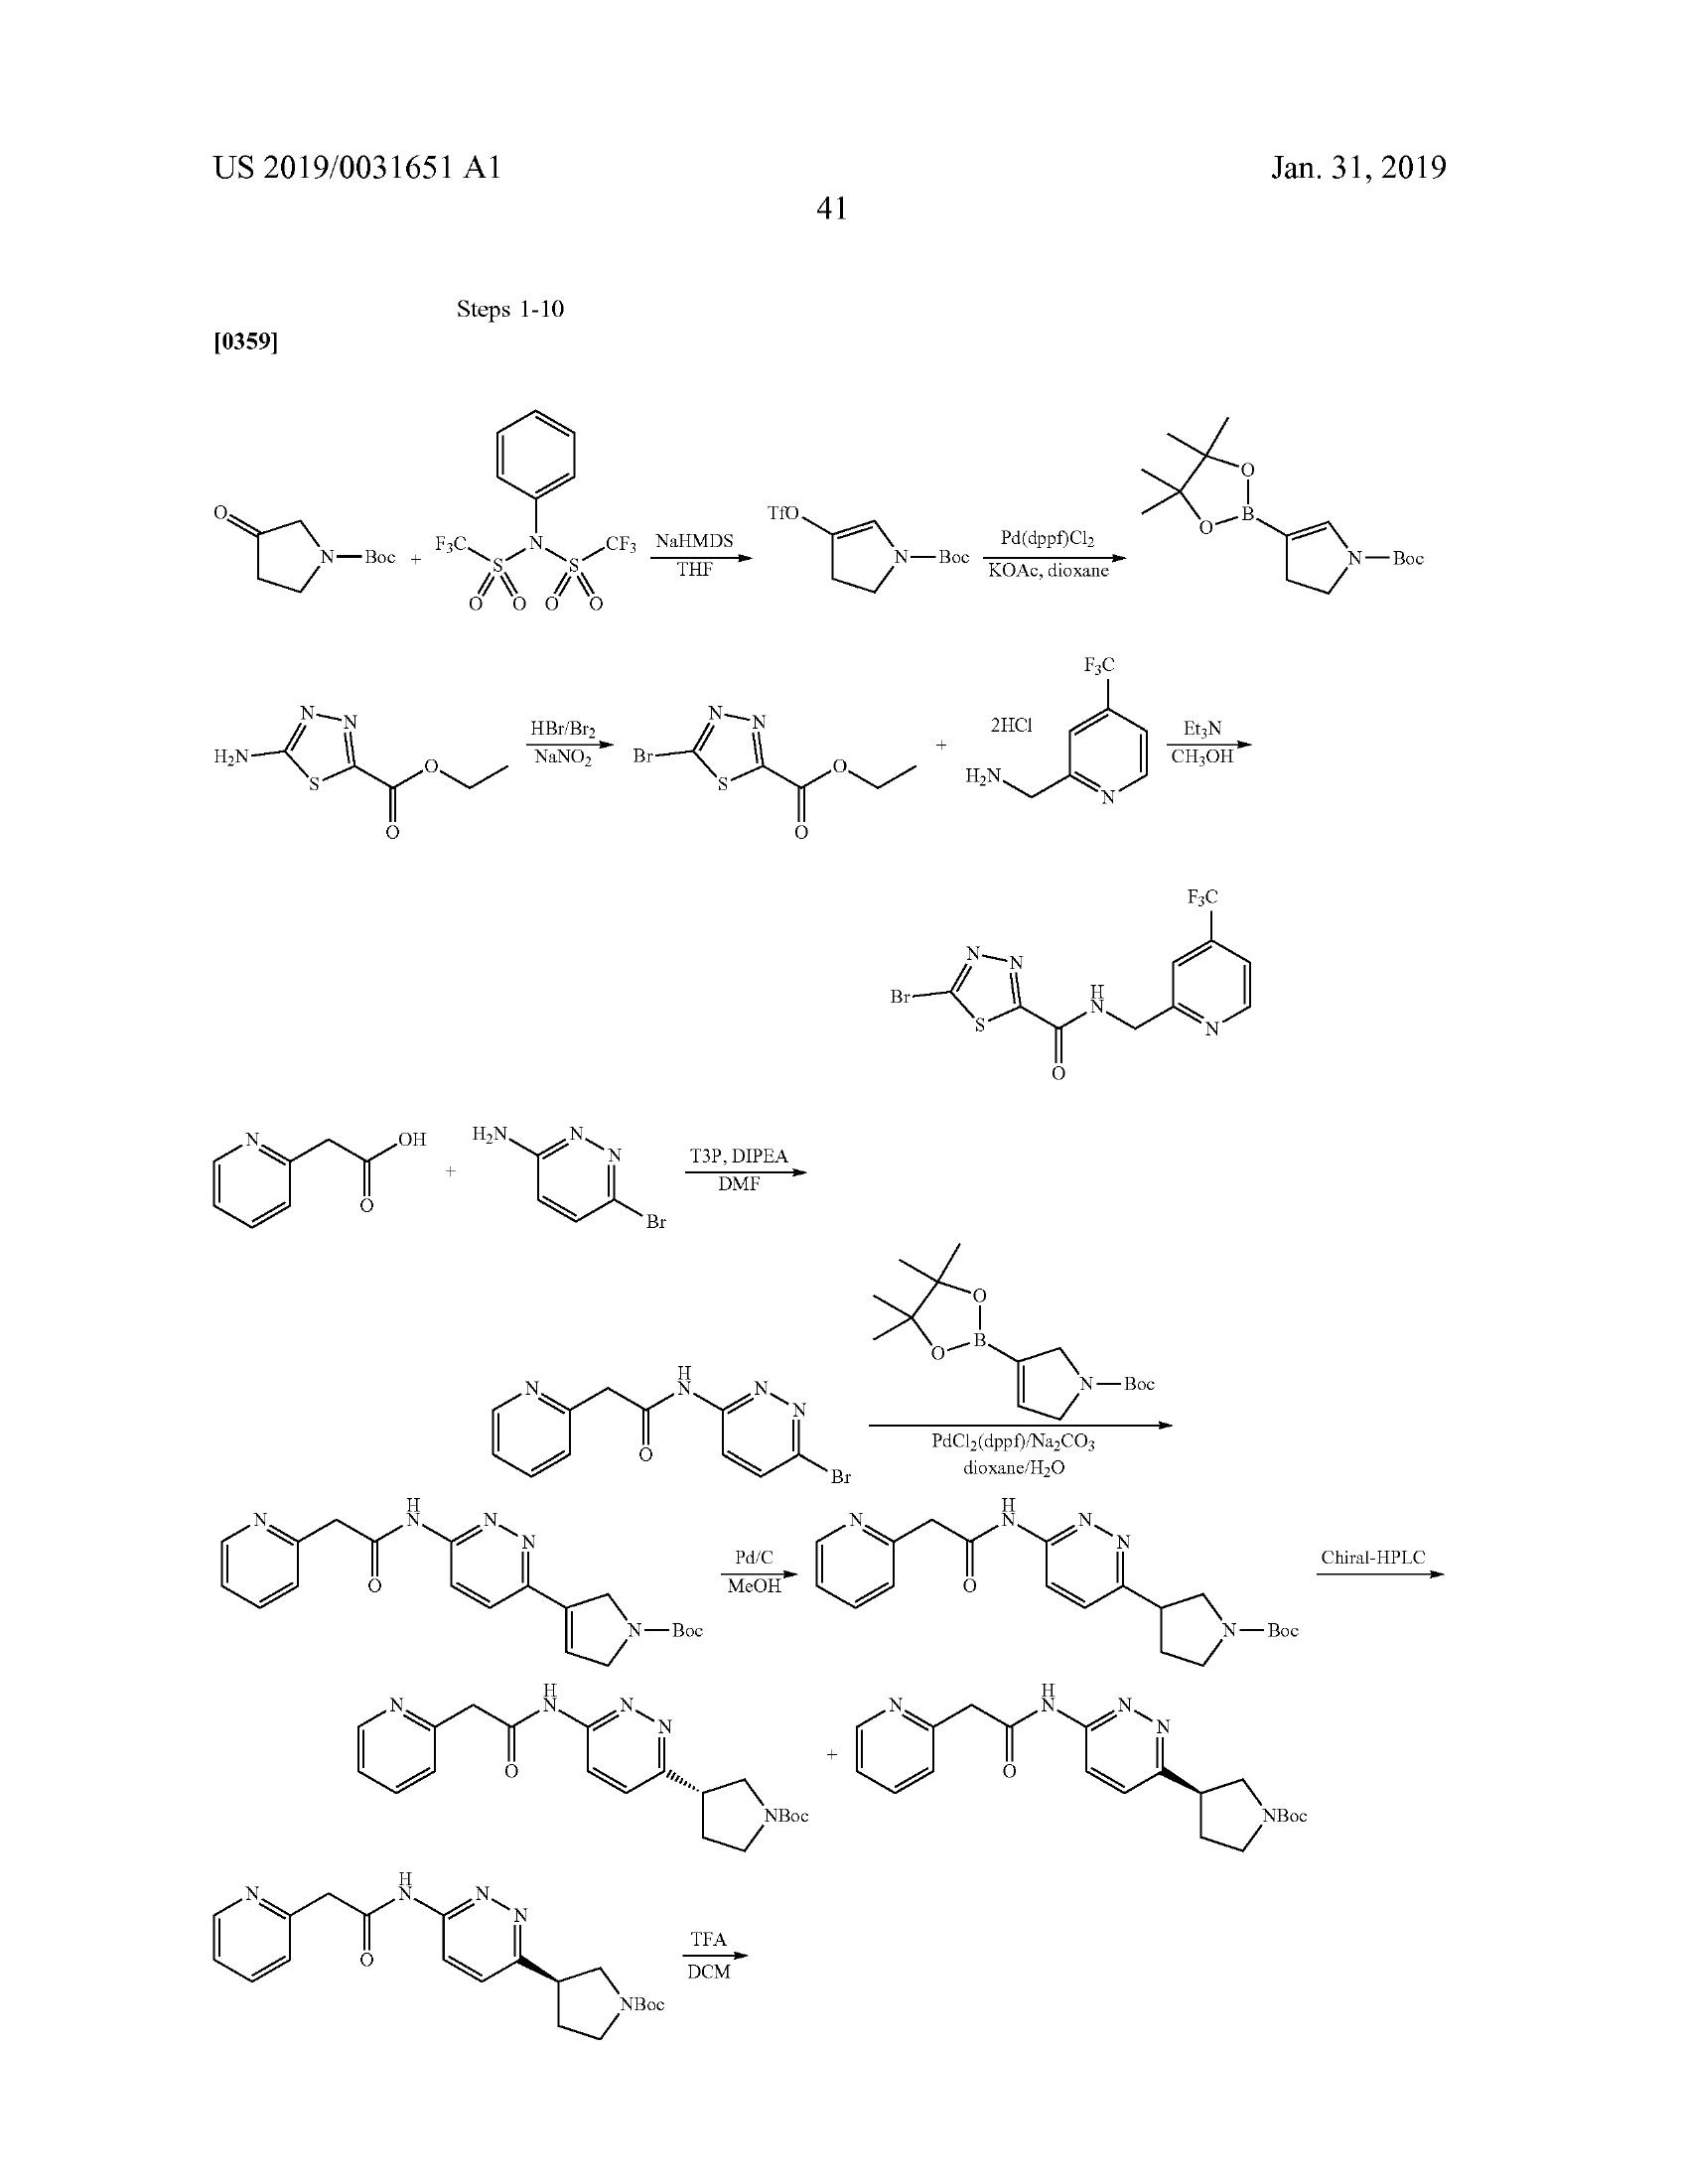 US 2019/0031651 A1
Jan. 31, 2019
41
Steps 1-10
[0359]
O
N
Boc
+
F3C
S
O
O
N
S
O
O
CF3
NaHMDS
THF
TfO
N
Boc
Pd(dppf)Cl2
KOAc, dioxane
O
B
O
N
Boc
H2N
N
N
S
O
O
HBr/Br2
NaNO2
Br
N
N
S
O
O
+
2HCl
F3C
H2N
N
Et3N
CH3OH
Br
N
N
S
O
H
N
F3C
N
N
OH
O
+
H2N
N
N
Br
T3P, DIPEA
DMF
N
O
H
N
N
N
Br
O
B
O
N
Boc
PdCl2(dppf)/Na2CO3
dioxane/H2O
N
O
H
N
N
N
N
Boc
Pd/C
MeOH
N
O
H
N
N
N
N
Boc
Chiral-HPLC
N
O
H
N
N
N
NBoc
+
N
O
H
N
N
N
NBoc
N
O
H
N
N
N
NBoc
TFA
DCM